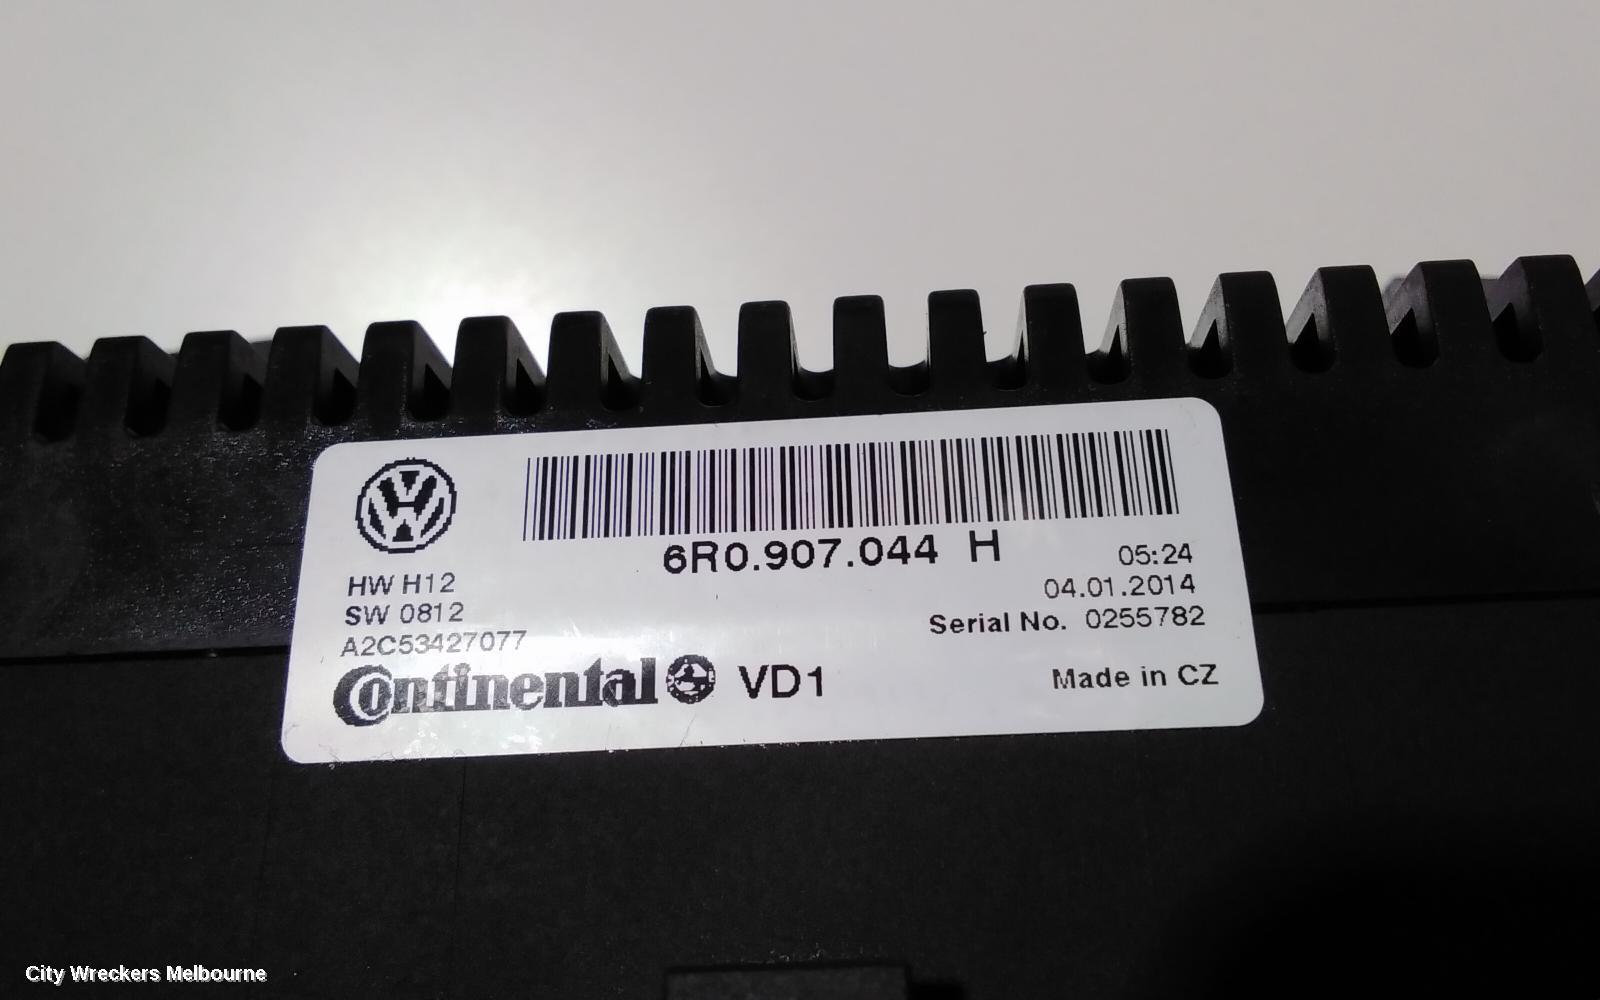 6R0.907.044 H
05:24
HW H12
04.01.2014
SW 0812
Serial No. 0255782
A2C53427077
Continental VD1
Made in CZ
City Wreckers Melbourne